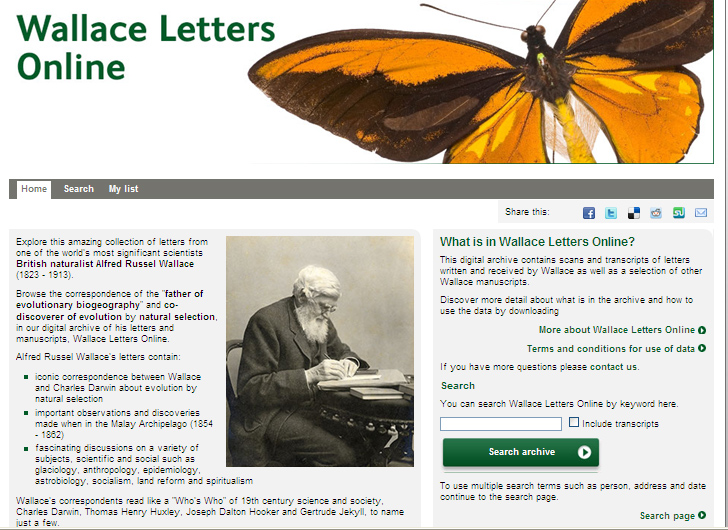 Wallace Letters
Online
Home Search My list
Share this:
Explore this amazing collection of letters from
one of the world's most significant scientists
British naturalist Alfred Russel Wallace
(1823 - 1913).
Browse the correspondence of the "father of
evolutionary biogeography" and co-
discoverer of evolution by natural selection,
in our digital archive of his letters and
manuscripts, Wallace Letters Online.
Alfred Russel Wallace's letters contain:
iconic correspondence between Wallace
and Charles Darwin about evolution by
natural selection
important observations and discoveries
made when in the Malay Archipelago (1854
- 1862)
fascinating discussions on a variety of
subjects, scientific and social such as
glaciology, anthropology, epidemiology,
astrobiology, socialism, land reform and spiritualism
Wallace's correspondents read like a "Who's Who" of 19th century science and society,
Charles Darwin, Thomas Henry Huxley, Joseph Dalton Hooker and Gertrude Jekyll, to name
just a few.
What is in Wallace Letters Online?
This digital archive contains scans and transcripts of letters
written and received by Wallace as well as a selection of other
Wallace manuscripts.
Discover more detail about what is in the archive and how to
use the data by downloading
More about Wallace Letters Online
Terms and conditions for use of data
If you have more questions please contact us.
Search
You can search Wallace Letters Online by keyword here.
Include transcripts
Search archive
To use multiple search terms such as person, address and date
continue to the search page.
Search page